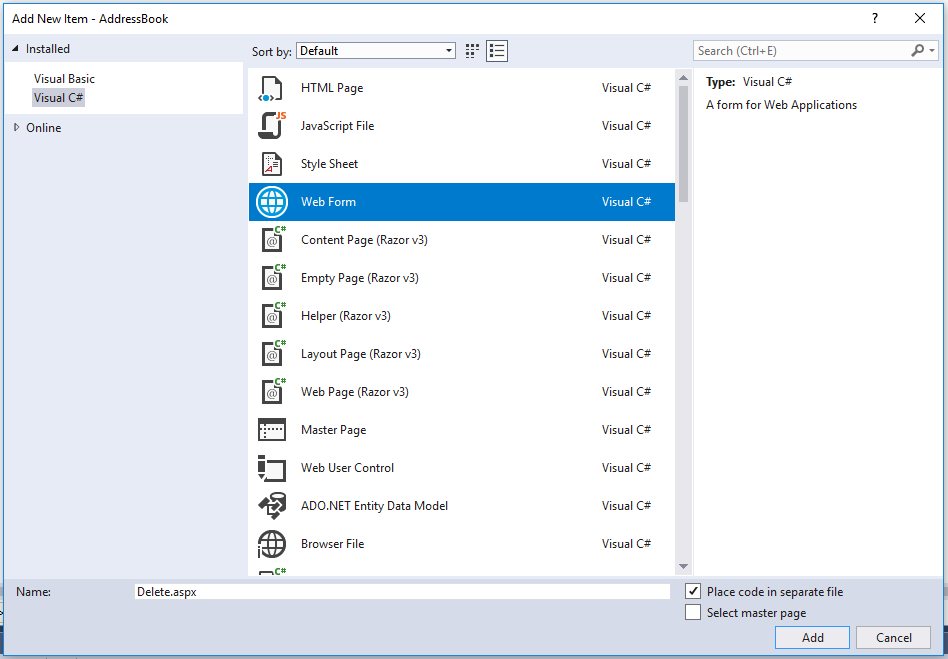 Add New Item - AddressBook ?
Installed
Visual Basic
Visual C#
Online
Sort by: Default
Search (Ctrl+E)
HTML Page Visual C#
JS JavaScript File Visual C#
Style Sheet Visual C#
Web Form Visual C#
C# @ Content Page (Razor v3) Visual C#
C# @ Empty Page (Razor v3) Visual C#
C# @ Helper (Razor v3) Visual C#
C# @ Layout Page (Razor v3) Visual C#
C# @ Web Page (Razor v3) Visual C#
Master Page Visual C#
Web User Control Visual C#
ADO.NET Entity Data Model Visual C#
Browser File Visual C#
C#
Type: Visual C#
A form for Web Applications
Name: Delete.aspx
Place code in separate file
Select master page
Add Cancel